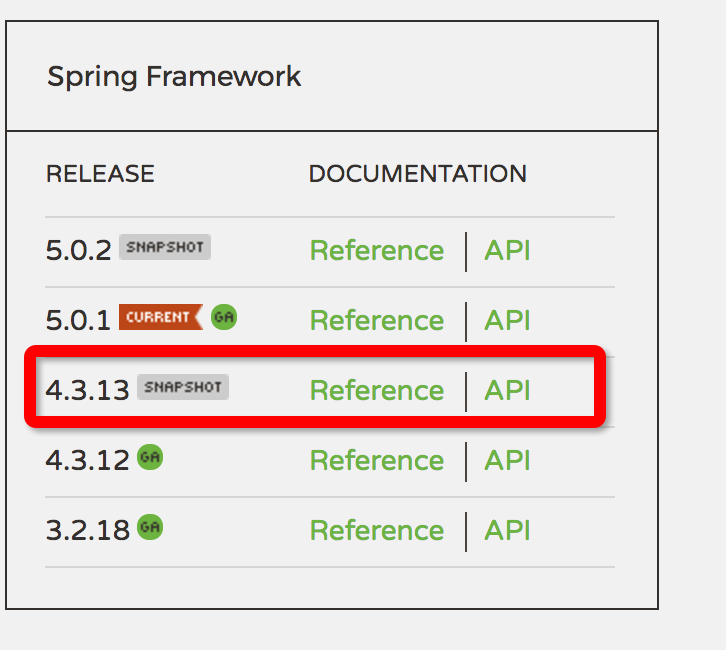 Spring Framework
RELEASE DOCUMENTATION
5.0.2 SNAPSHOT Reference API
5.0.1 CURRENT GA Reference API
4.3.13 SNAPSHOT Reference API
4.3.12 GA Reference API
3.2.18 GA Reference API